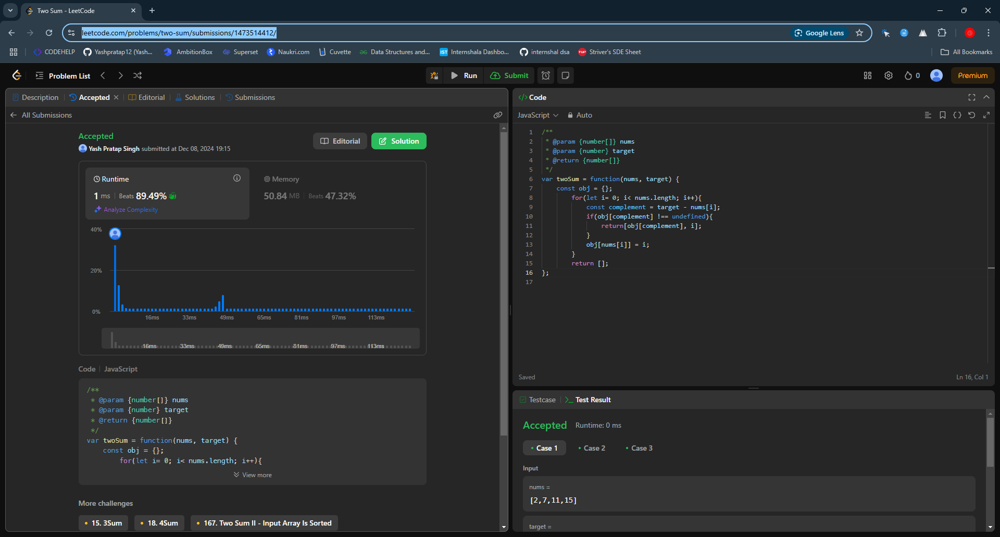 Two Sum - LeetCode
leetcode.com/problems/two-sum/submissions/1473514412/
Google Lens
CODEHELP
Yashpratap12 (Yash...
AmbitionBox
Superset
Naukri.com
Cuvette
Data Structures and...
IST
Internshala Dashbo...
internshal dsa
TUF
Striver's SDE Sheet
All Bookmarks
Problem List
Run
Submit
0
Premium
Description
Accepted
Editorial
Solutions
Submissions
All Submissions
Accepted
Yash Pratap Singh submitted at Dec 08, 2024 19:15
Editorial
Solution
Runtime
1 ms | Beats 89.49%
Analyze Complexity
Memory
50.84 MB | Beats 47.32%
40%
20%
0%
16ms 33ms 49ms 65ms 81ms 97ms 113ms
16ms 33ms 49ms 65ms 81ms 97ms 113ms
Code | JavaScript
/**
 * @param {number[]} nums
 * @param {number} target
 * @return {number[]}
 */
var twoSum = function(nums, target) {
    const obj = {};
        for(let i= 0; i< nums.length; i++){
View more
More challenges
15. 3Sum
18. 4Sum
167. Two Sum II - Input Array Is Sorted
</> Code
JavaScript
Auto
1 /**
2  * @param {number[]} nums
3  * @param {number} target
4  * @return {number[]}
5  */
6 var twoSum = function(nums, target) {
7     const obj = {};
8         for(let i= 0; i< nums.length; i++){
9             const complement = target - nums[i];
10             if(obj[complement] !== undefined){
11                 return[obj[complement], i];
12             }
13             obj[nums[i]] = i;
14         }
15         return [];
16 };
17
Saved
Ln 16, Col 1
Testcase
Test Result
Accepted
Runtime: 0 ms
Case 1
Case 2
Case 3
Input
nums =
[2,7,11,15]
target =